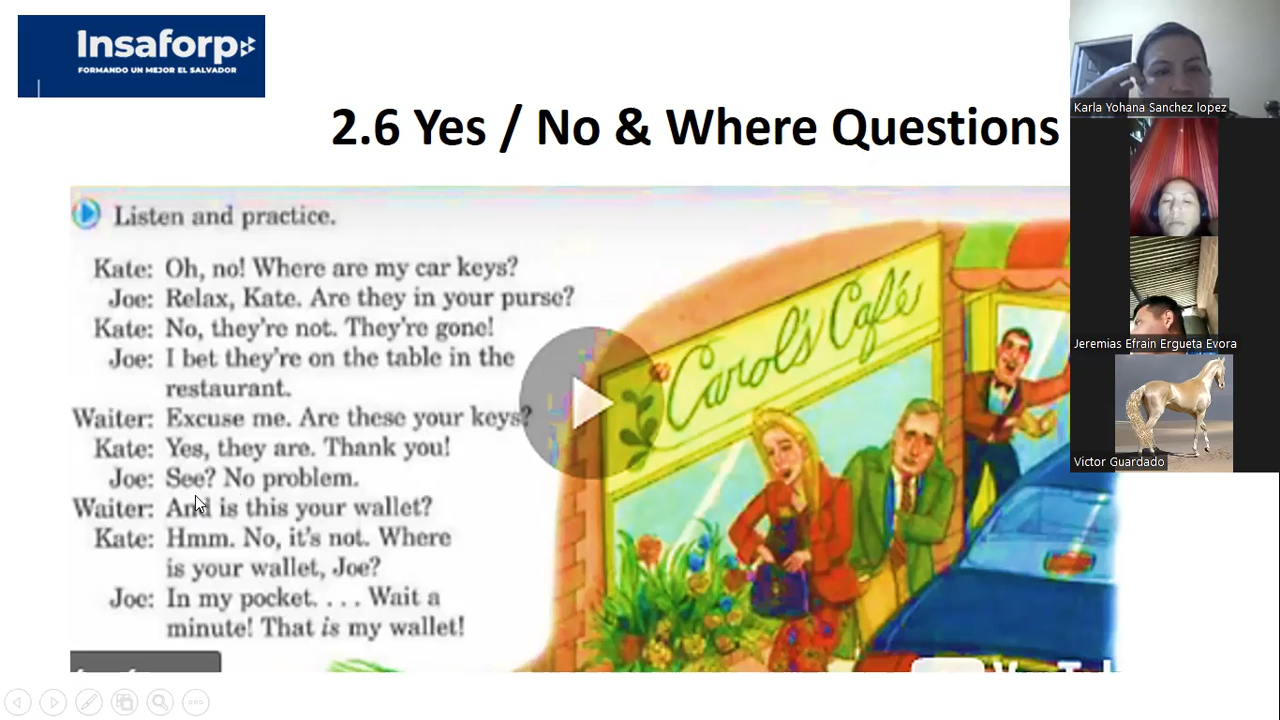 Insaforp
FORMANDO UN MEJOR EL SALVADOR
2.6 Yes / No & Where Questions
Listen and practice.
Kate: Oh, no! Where are my car keys?
Joe: Relax, Kate. Are they in your purse?
Kate: No, they're not. They're gone!
Joe: I bet they're on the table in the
restaurant.
Waiter: Excuse me. Are these your keys?
Kate: Yes, they are. Thank you!
Joe: See? No problem.
Waiter: And is this your wallet?
Kate: Hmm. No, it's not. Where
is your wallet, Joe?
Joe: In my pocket. . . . Wait a
minute! That is my wallet!
Carol's Café
Karla Yohana Sanchez lopez
Jeremias Efrain Ergueta Evora
Victor Guardado